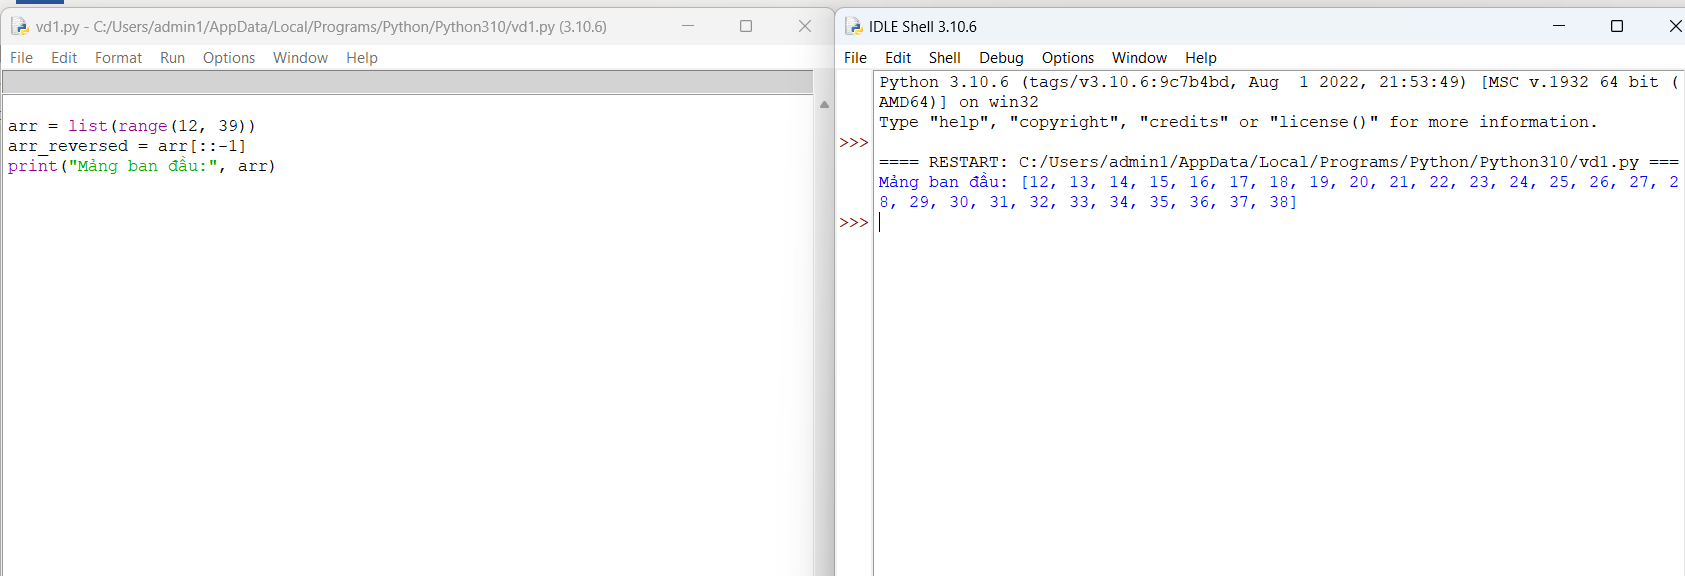 vd1.py - C:/Users/admin1/AppData/Local/Programs/Python/Python310/vd1.py (3.10.6)
File Edit Format Run Options Window Help
arr = list(range(12, 39))
arr_reversed = arr[::-1]
print("Mảng ban đầu:", arr)
IDLE Shell 3.10.6
File Edit Shell Debug Options Window Help
Python 3.10.6 (tags/v3.10.6:9c7b4bd, Aug  1 2022, 21:53:49) [MSC v.1932 64 bit (
AMD64)] on win32
Type "help", "copyright", "credits" or "license()" for more information.
>>>
==== RESTART: C:/Users/admin1/AppData/Local/Programs/Python/Python310/vd1.py ===
Mảng ban đầu: [12, 13, 14, 15, 16, 17, 18, 19, 20, 21, 22, 23, 24, 25, 26, 27, 2
8, 29, 30, 31, 32, 33, 34, 35, 36, 37, 38]
>>>